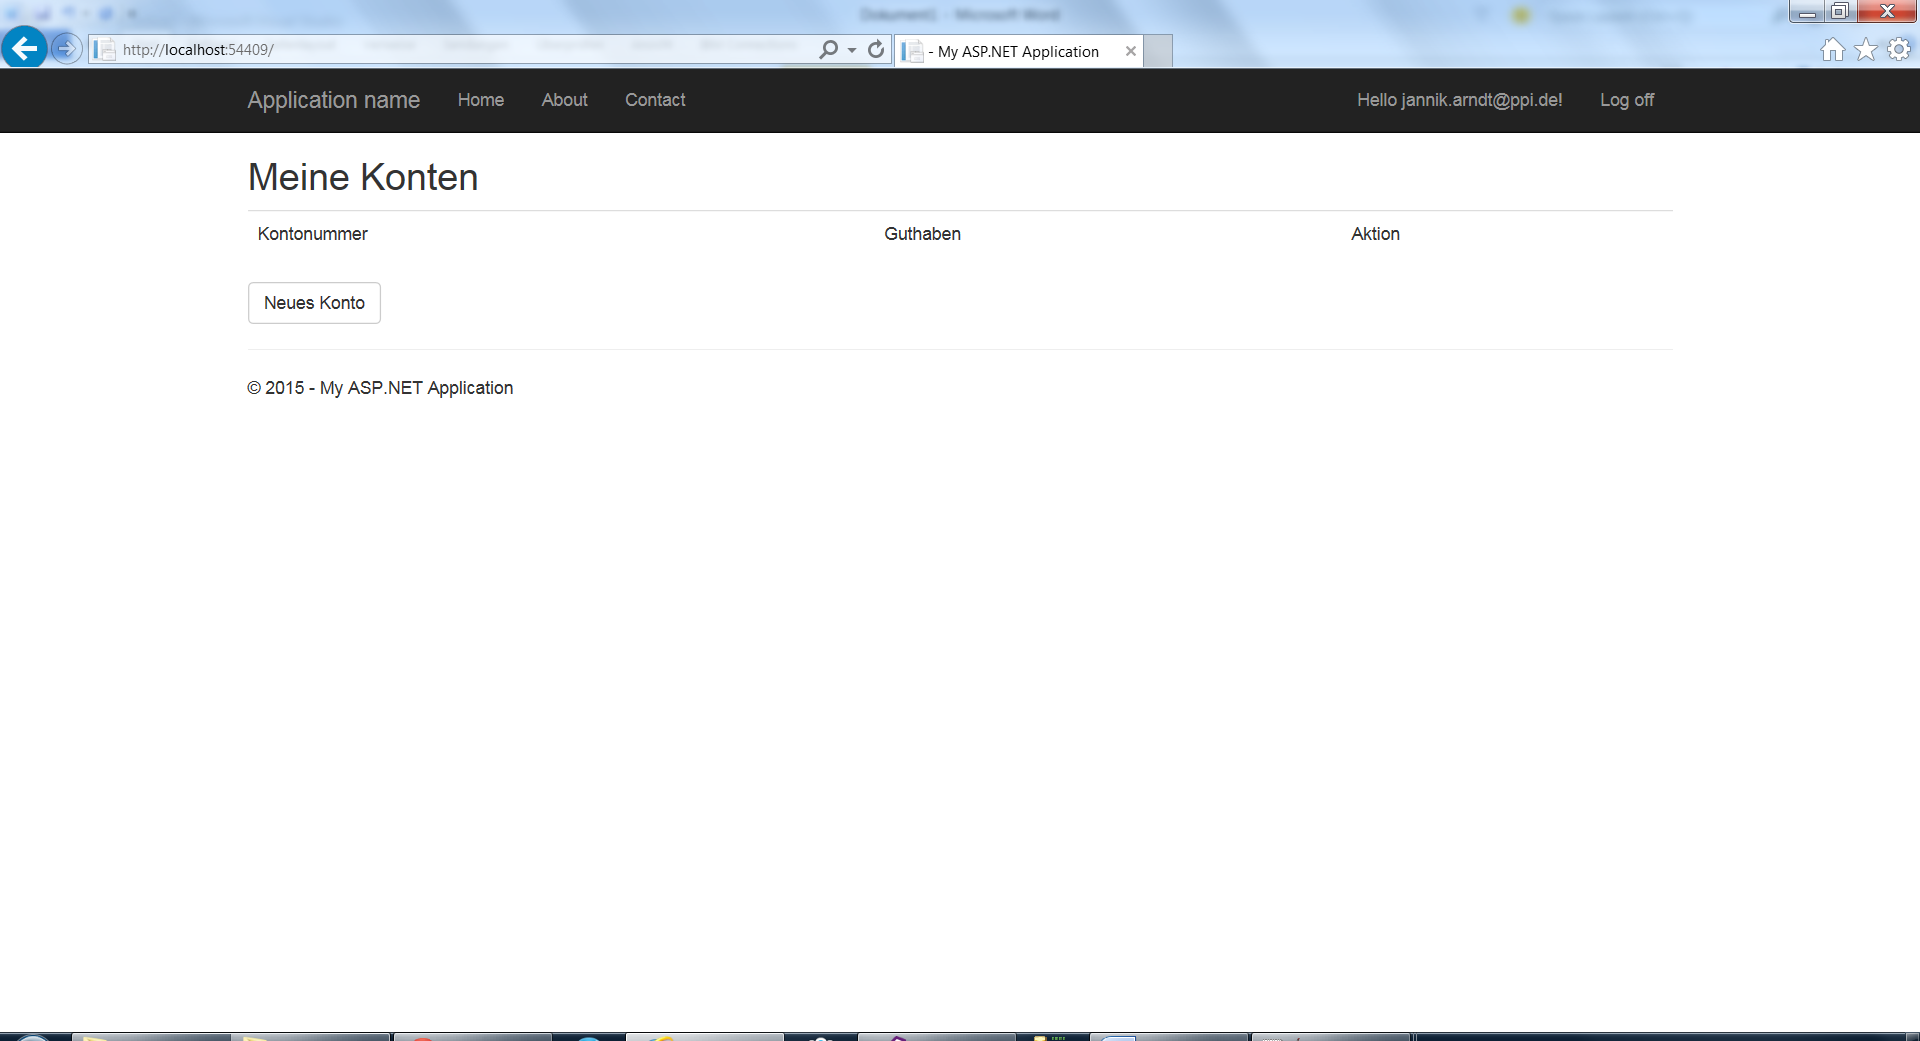 Dokument1 - Microsoft Word
http://localhost:54409/
- My ASP.NET Application
Application name Home About Contact Hello jannik.arndt@ppi.de! Log off
Meine Konten
Kontonummer Guthaben Aktion
Neues Konto
© 2015 - My ASP.NET Application